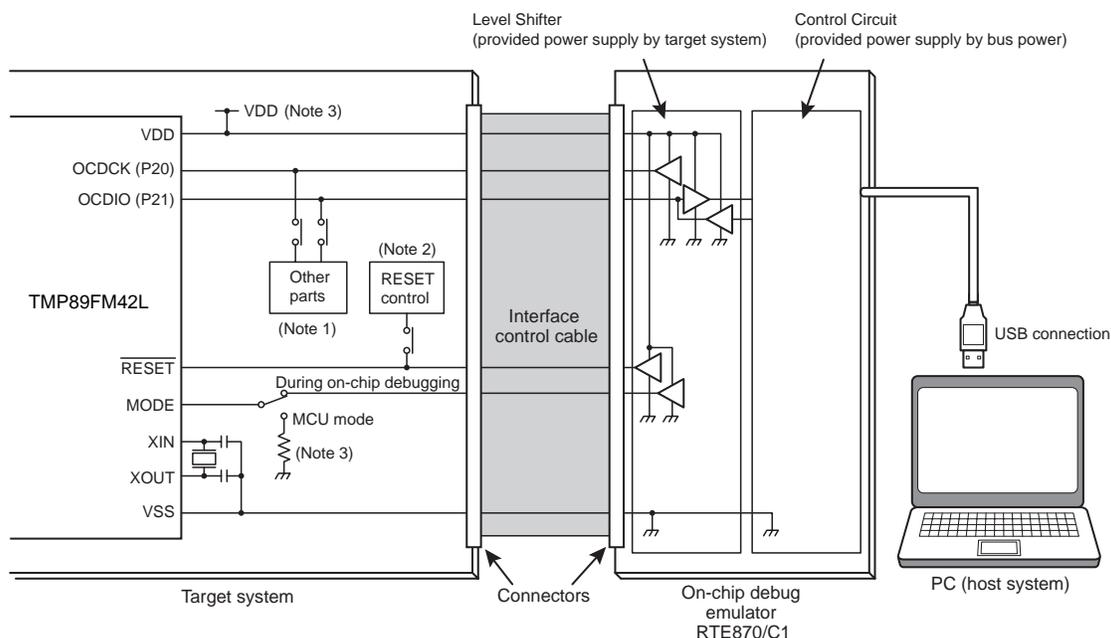 Level Shifter
(provided power supply by target system)
Control Circuit
(provided power supply by bus power)
VDD (Note 3)
VDD
OCDCK (P20)
OCDIO (P21)
(Note 2)
Other
parts
RESET
control
TMP89FM42L
(Note 1)
Interface
control cable
USB connection
RESET
During on-chip debugging
MODE
MCU mode
XIN
(Note 3)
XOUT
VSS
Target system
Connectors
On-chip debug
emulator
RTE870/C1
PC (host system)